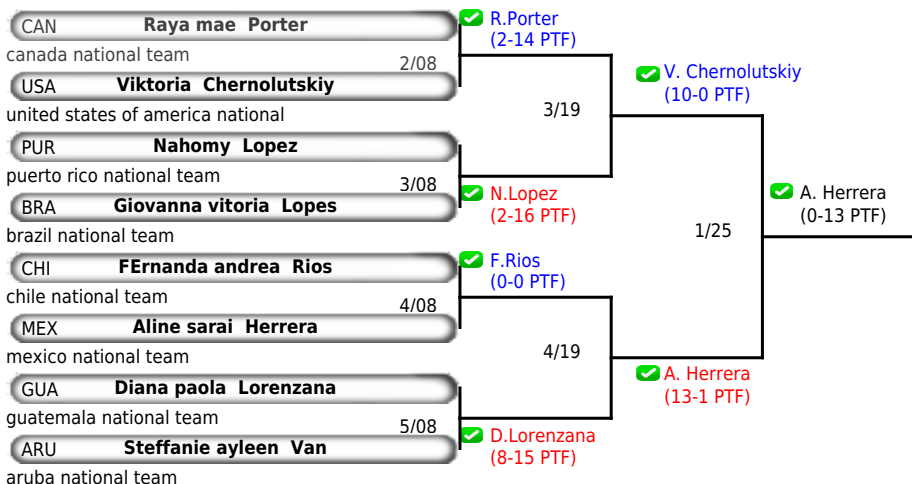 CAN Raya mae Porter
canada national team
2/08
USA Viktoria Chernolutskiy
united states of america national
PUR Nahomy Lopez
puerto rico national team
3/08
BRA Giovanna vitoria Lopes
brazil national team
CHI FErnanda andrea Rios
chile national team
4/08
MEX Aline sarai Herrera
mexico national team
GUA Diana paola Lorenzana
guatemala national team
5/08
ARU Steffanie ayleen Van
aruba national team
R.Porter
(2-14 PTF)
3/19
N.Lopez
(2-16 PTF)
F.Rios
(0-0 PTF)
4/19
D.Lorenzana
(8-15 PTF)
V. Chernolutskiy
(10-0 PTF)
1/25
A. Herrera
(13-1 PTF)
A. Herrera
(0-13 PTF)